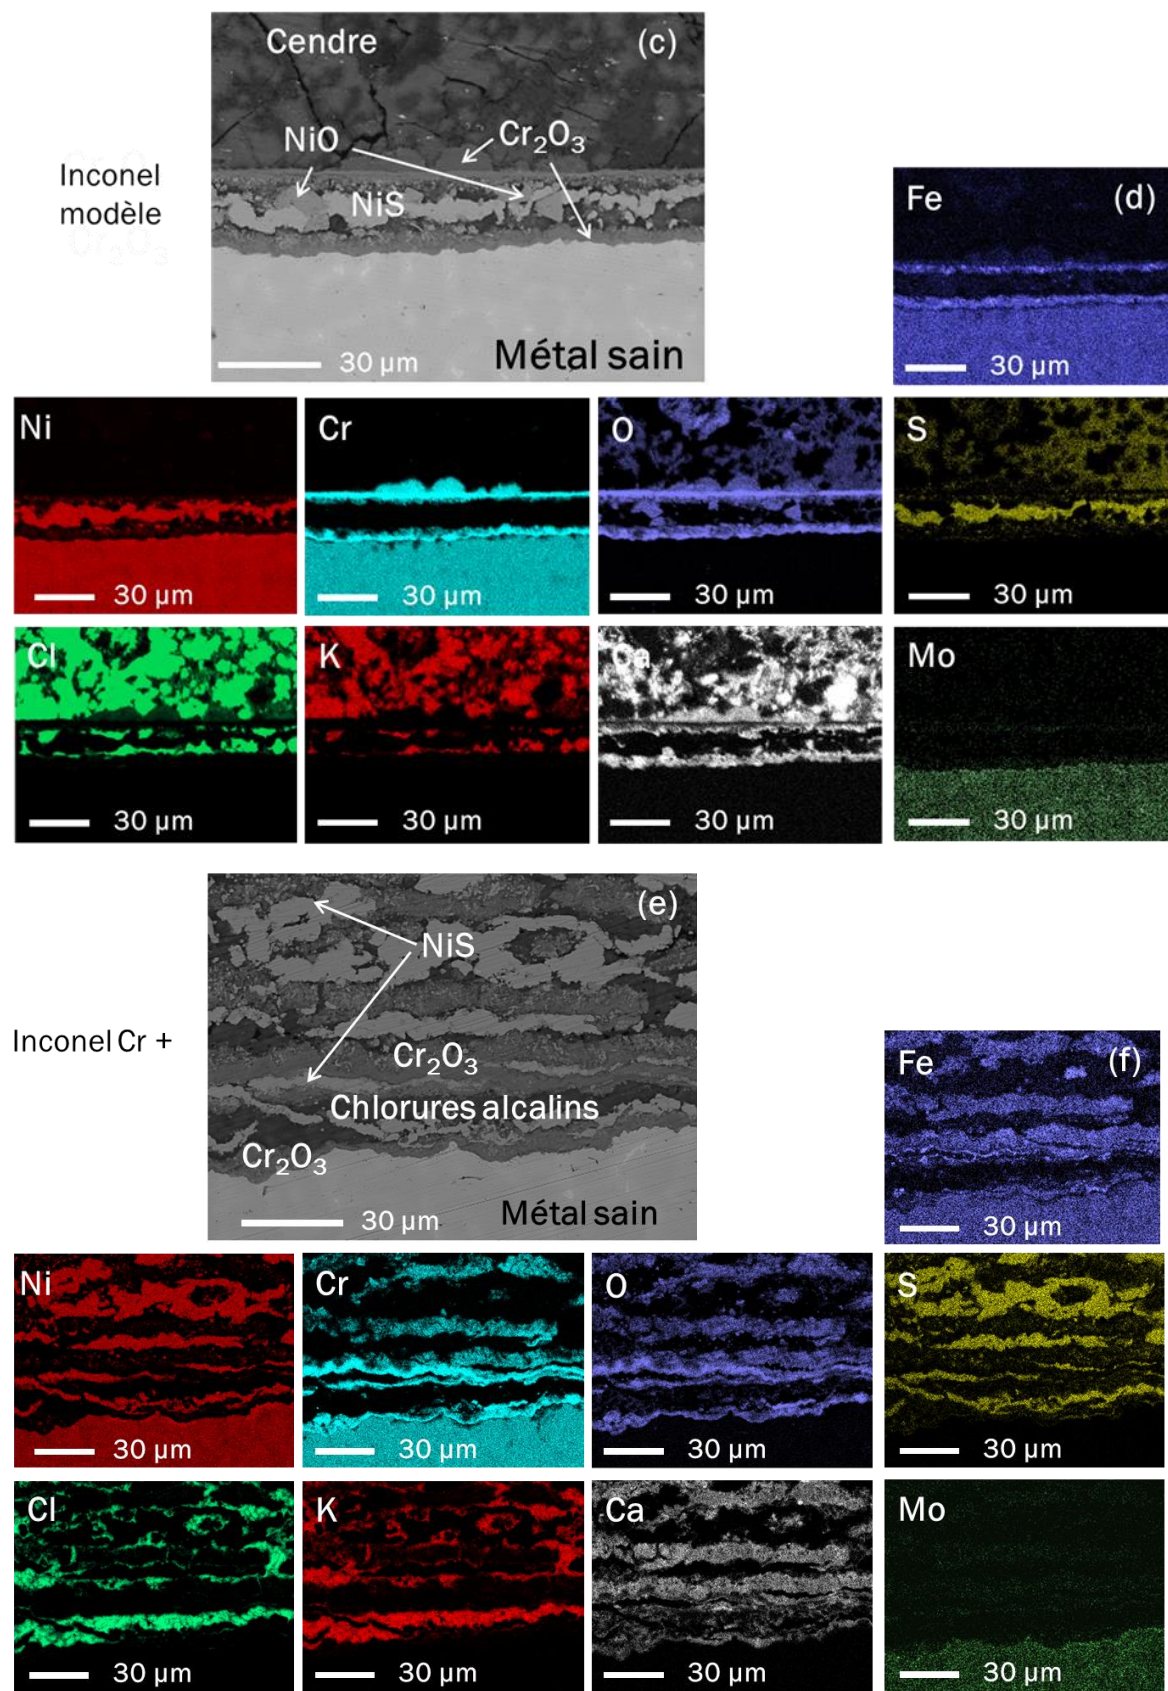 Cendre
(c)
NiO
Cr₂O₃
Inconel
modèle
NiS
30 µm
Métal sain
Fe
(d)
30 µm
Ni
30 µm
Cr
30 µm
O
30 µm
S
30 µm
Cl
30 µm
K
30 µm
Ca
30 µm
Mo
30 µm
(e)
NiS
Inconel Cr +
Cr₂O₃
Chlorures alcalins
Cr₂O₃
30 µm
Métal sain
Fe
(f)
30 µm
Ni
30 µm
Cr
30 µm
O
30 µm
S
30 µm
Cl
30 µm
K
30 µm
Ca
30 µm
Mo
30 µm